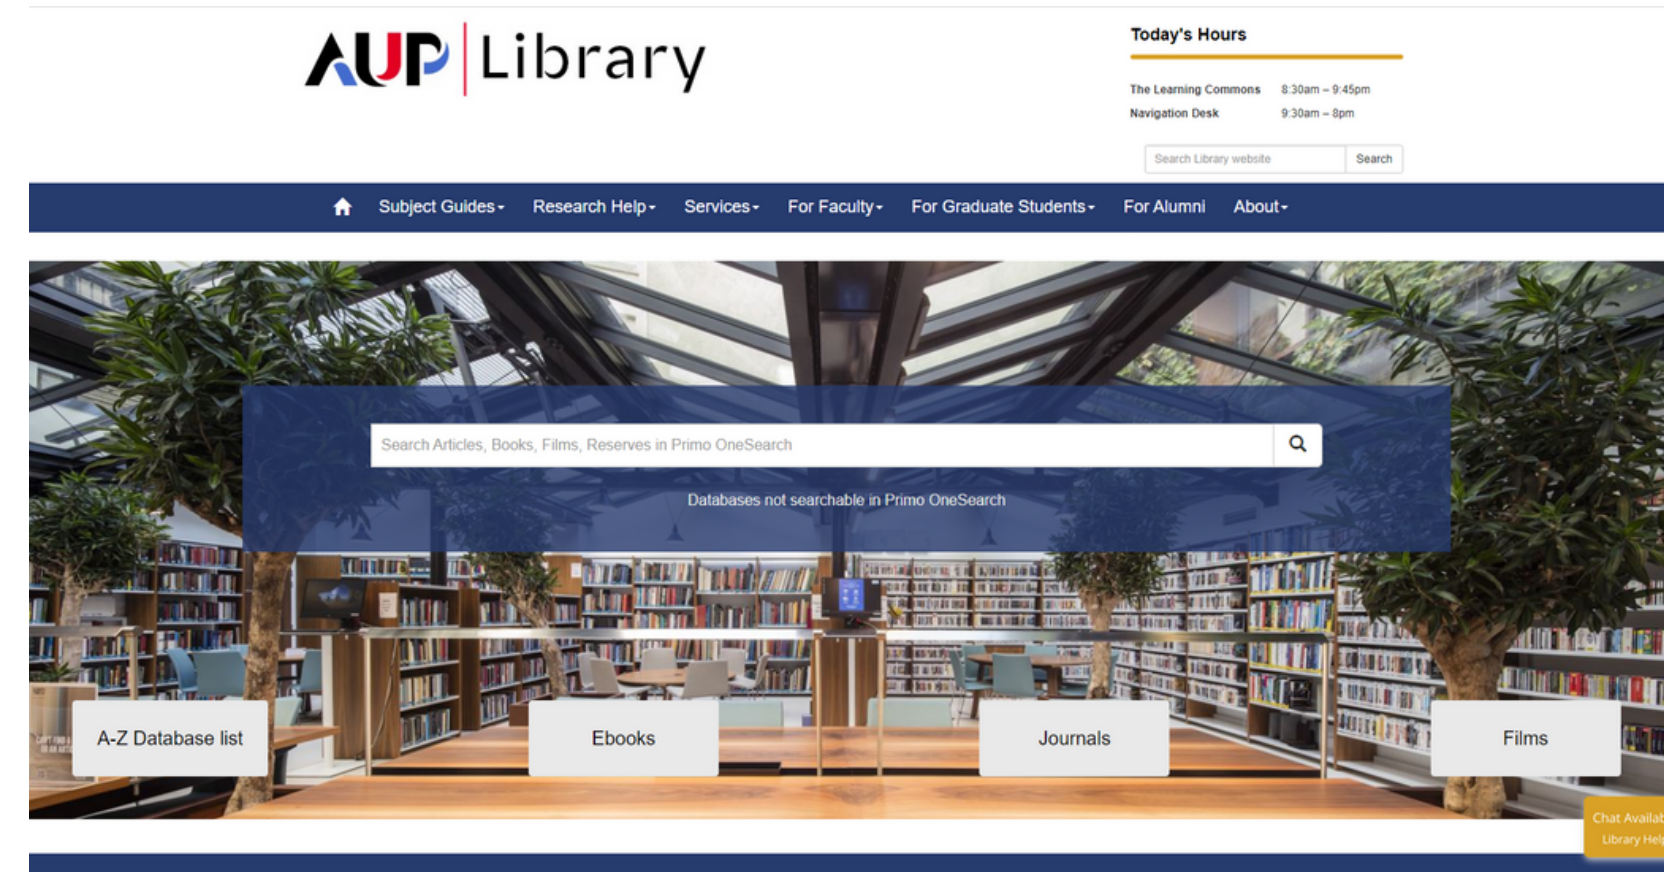 AUP Library
Today's Hours
The Learning Commons 8:30am – 9:45pm
Navigation Desk 9:30am – 8pm
Search Library website Search
Subject Guides Research Help Services For Faculty For Graduate Students For Alumni About
Search Articles, Books, Films, Reserves in Primo OneSearch
Databases not searchable in Primo OneSearch
A-Z Database list Ebooks Journals Films
Chat
Library